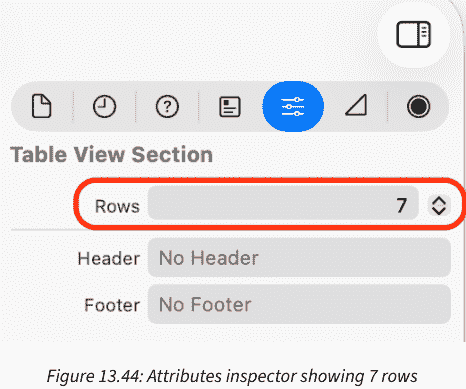 Table View Section
Rows 7
Header No Header
Footer No Footer
Figure 13.44: Attributes inspector showing 7 rows